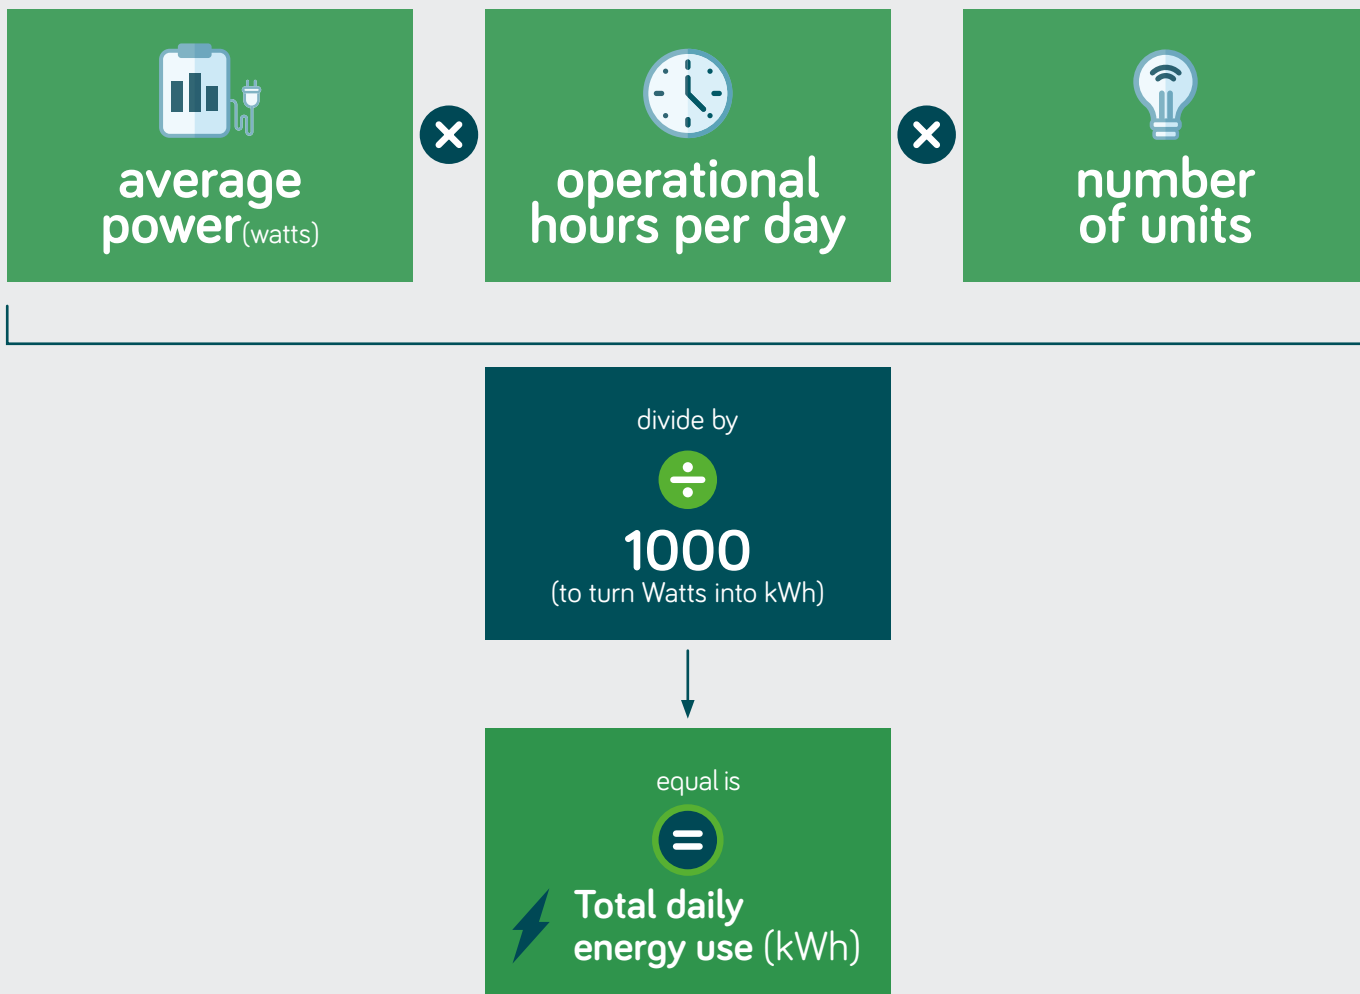 average
power (watts)
operational
hours per day
number
of units
divide by
÷
1000
(to turn Watts into kWh)
equal is
=
Total daily
energy use (kWh)